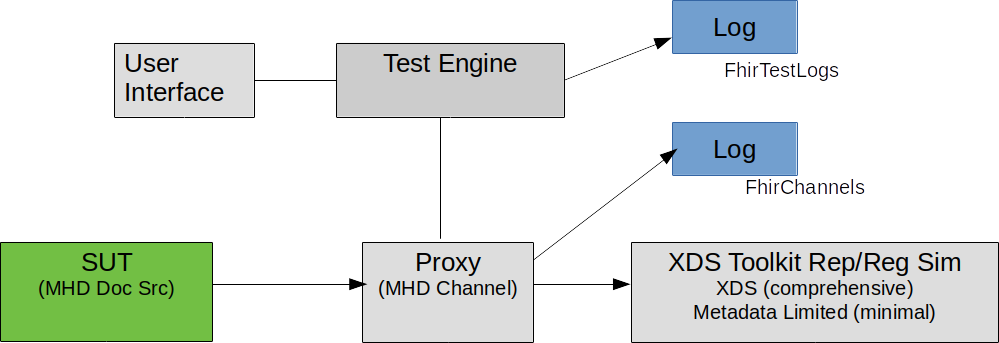 Log
FhirTestLogs
User
Interface
Test Engine
Log
FhirChannels
SUT
(MHD Doc Src)
Proxy
(MHD Channel)
XDS Toolkit Rep/Reg Sim
XDS (comprehensive)
Metadata Limited (minimal)